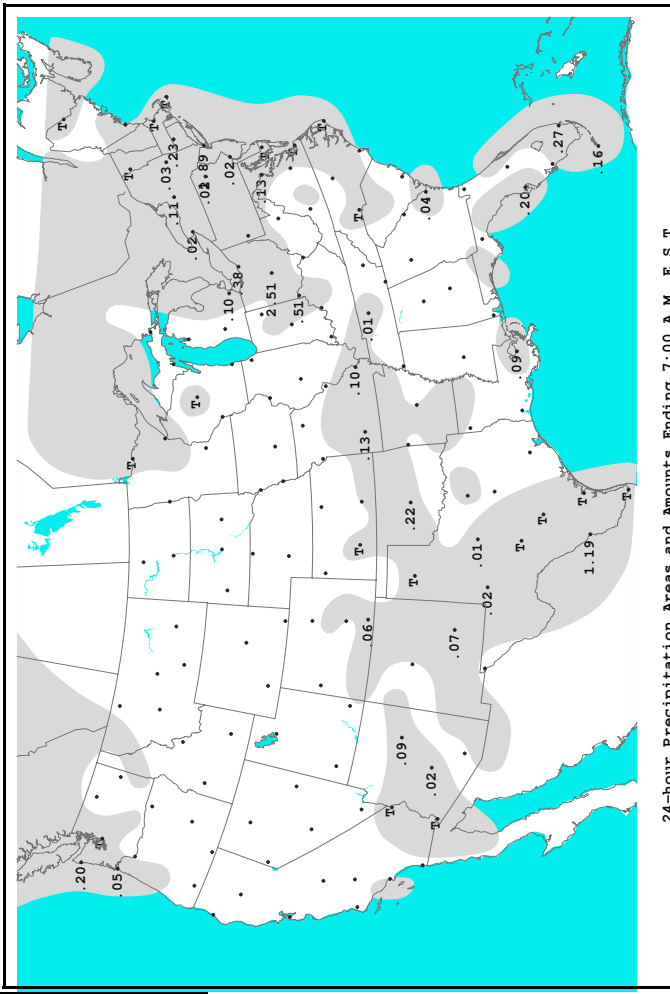 T
.20
.05
T
T
T
T
.03
.11
.23
.02
T
.89
.10
.02
.38
.13
T
2.51
.51
T
.10
T
T
.13
.06
.01
T
.09
.22
T
.04
.02
T
.07
.01
.02
.09
T
.20
T
.27
T
1.19
.16
T
24-hour Precipitation Areas and Amounts Ending 7:00 A.M. E.S.T.